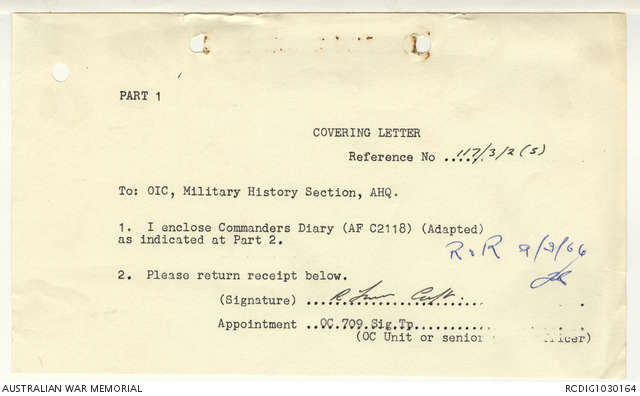 PART 1
COVERING LETTER
Reference No ..117/3/2(S)
To: OIC, Military History Section, AHQ.
1. I enclose Commanders Diary (AF C2118) (Adapted)
as indicated at Part 2.
R & R 9/3/66
2. Please return receipt below.
(Signature) ... R Capt. .
Appointment ..OC.709.Sig.Tp.......
(OC Unit or senior
AUSTRALIAN WAR MEMORIAL
RCDIG1030164